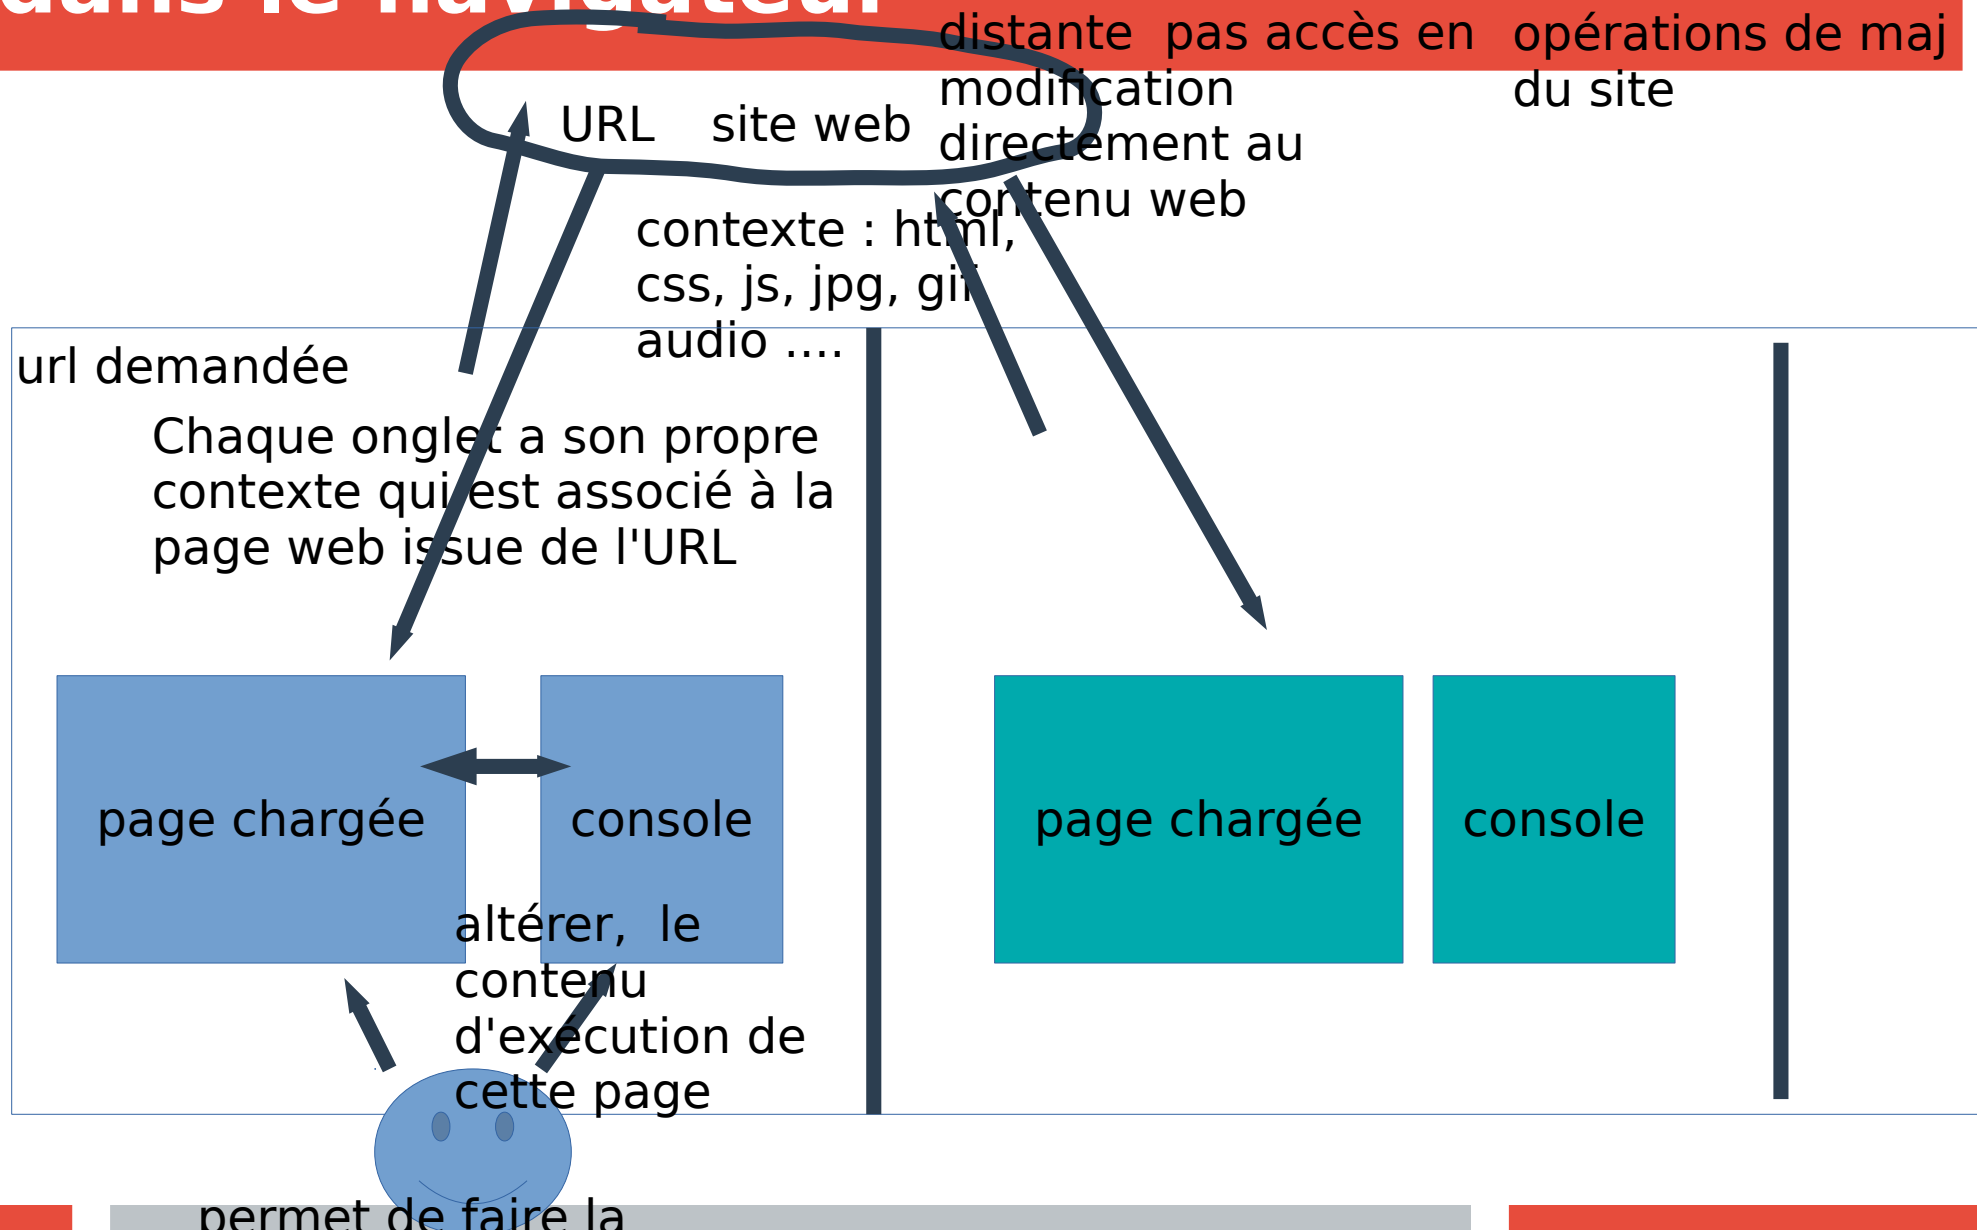 dans le navigateur
distante  pas accès en
modification
directement au
contenu web
opérations de maj
du site
URL    site web
contexte : html,
css, js, jpg, gif
audio ....
url demandée
Chaque onglet a son propre
contexte qui est associé à la
page web issue de l'URL
page chargée
console
page chargée
console
altérer,  le
contenu
d'exécution de
cette page
permet de faire la